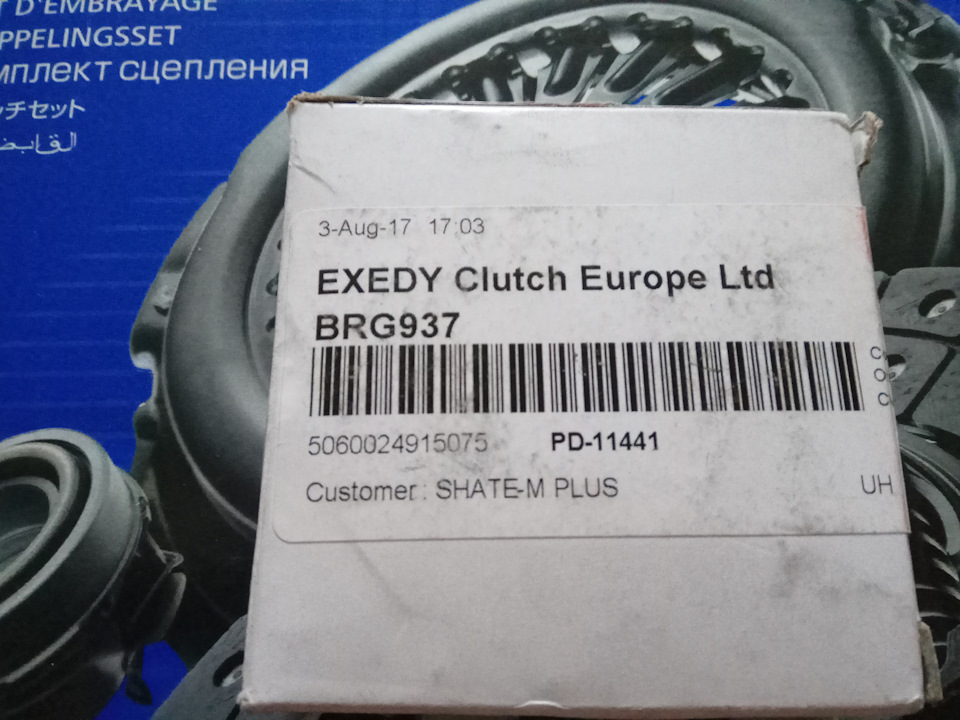 D'EMBRAYAGE
PPELINGSSET
мплект сцепления
ッチセット
3-Aug-17 17:03
EXEDY Clutch Europe Ltd
BRG937
5060024915075 PD-11441
Customer: SHATE-M PLUS
UH